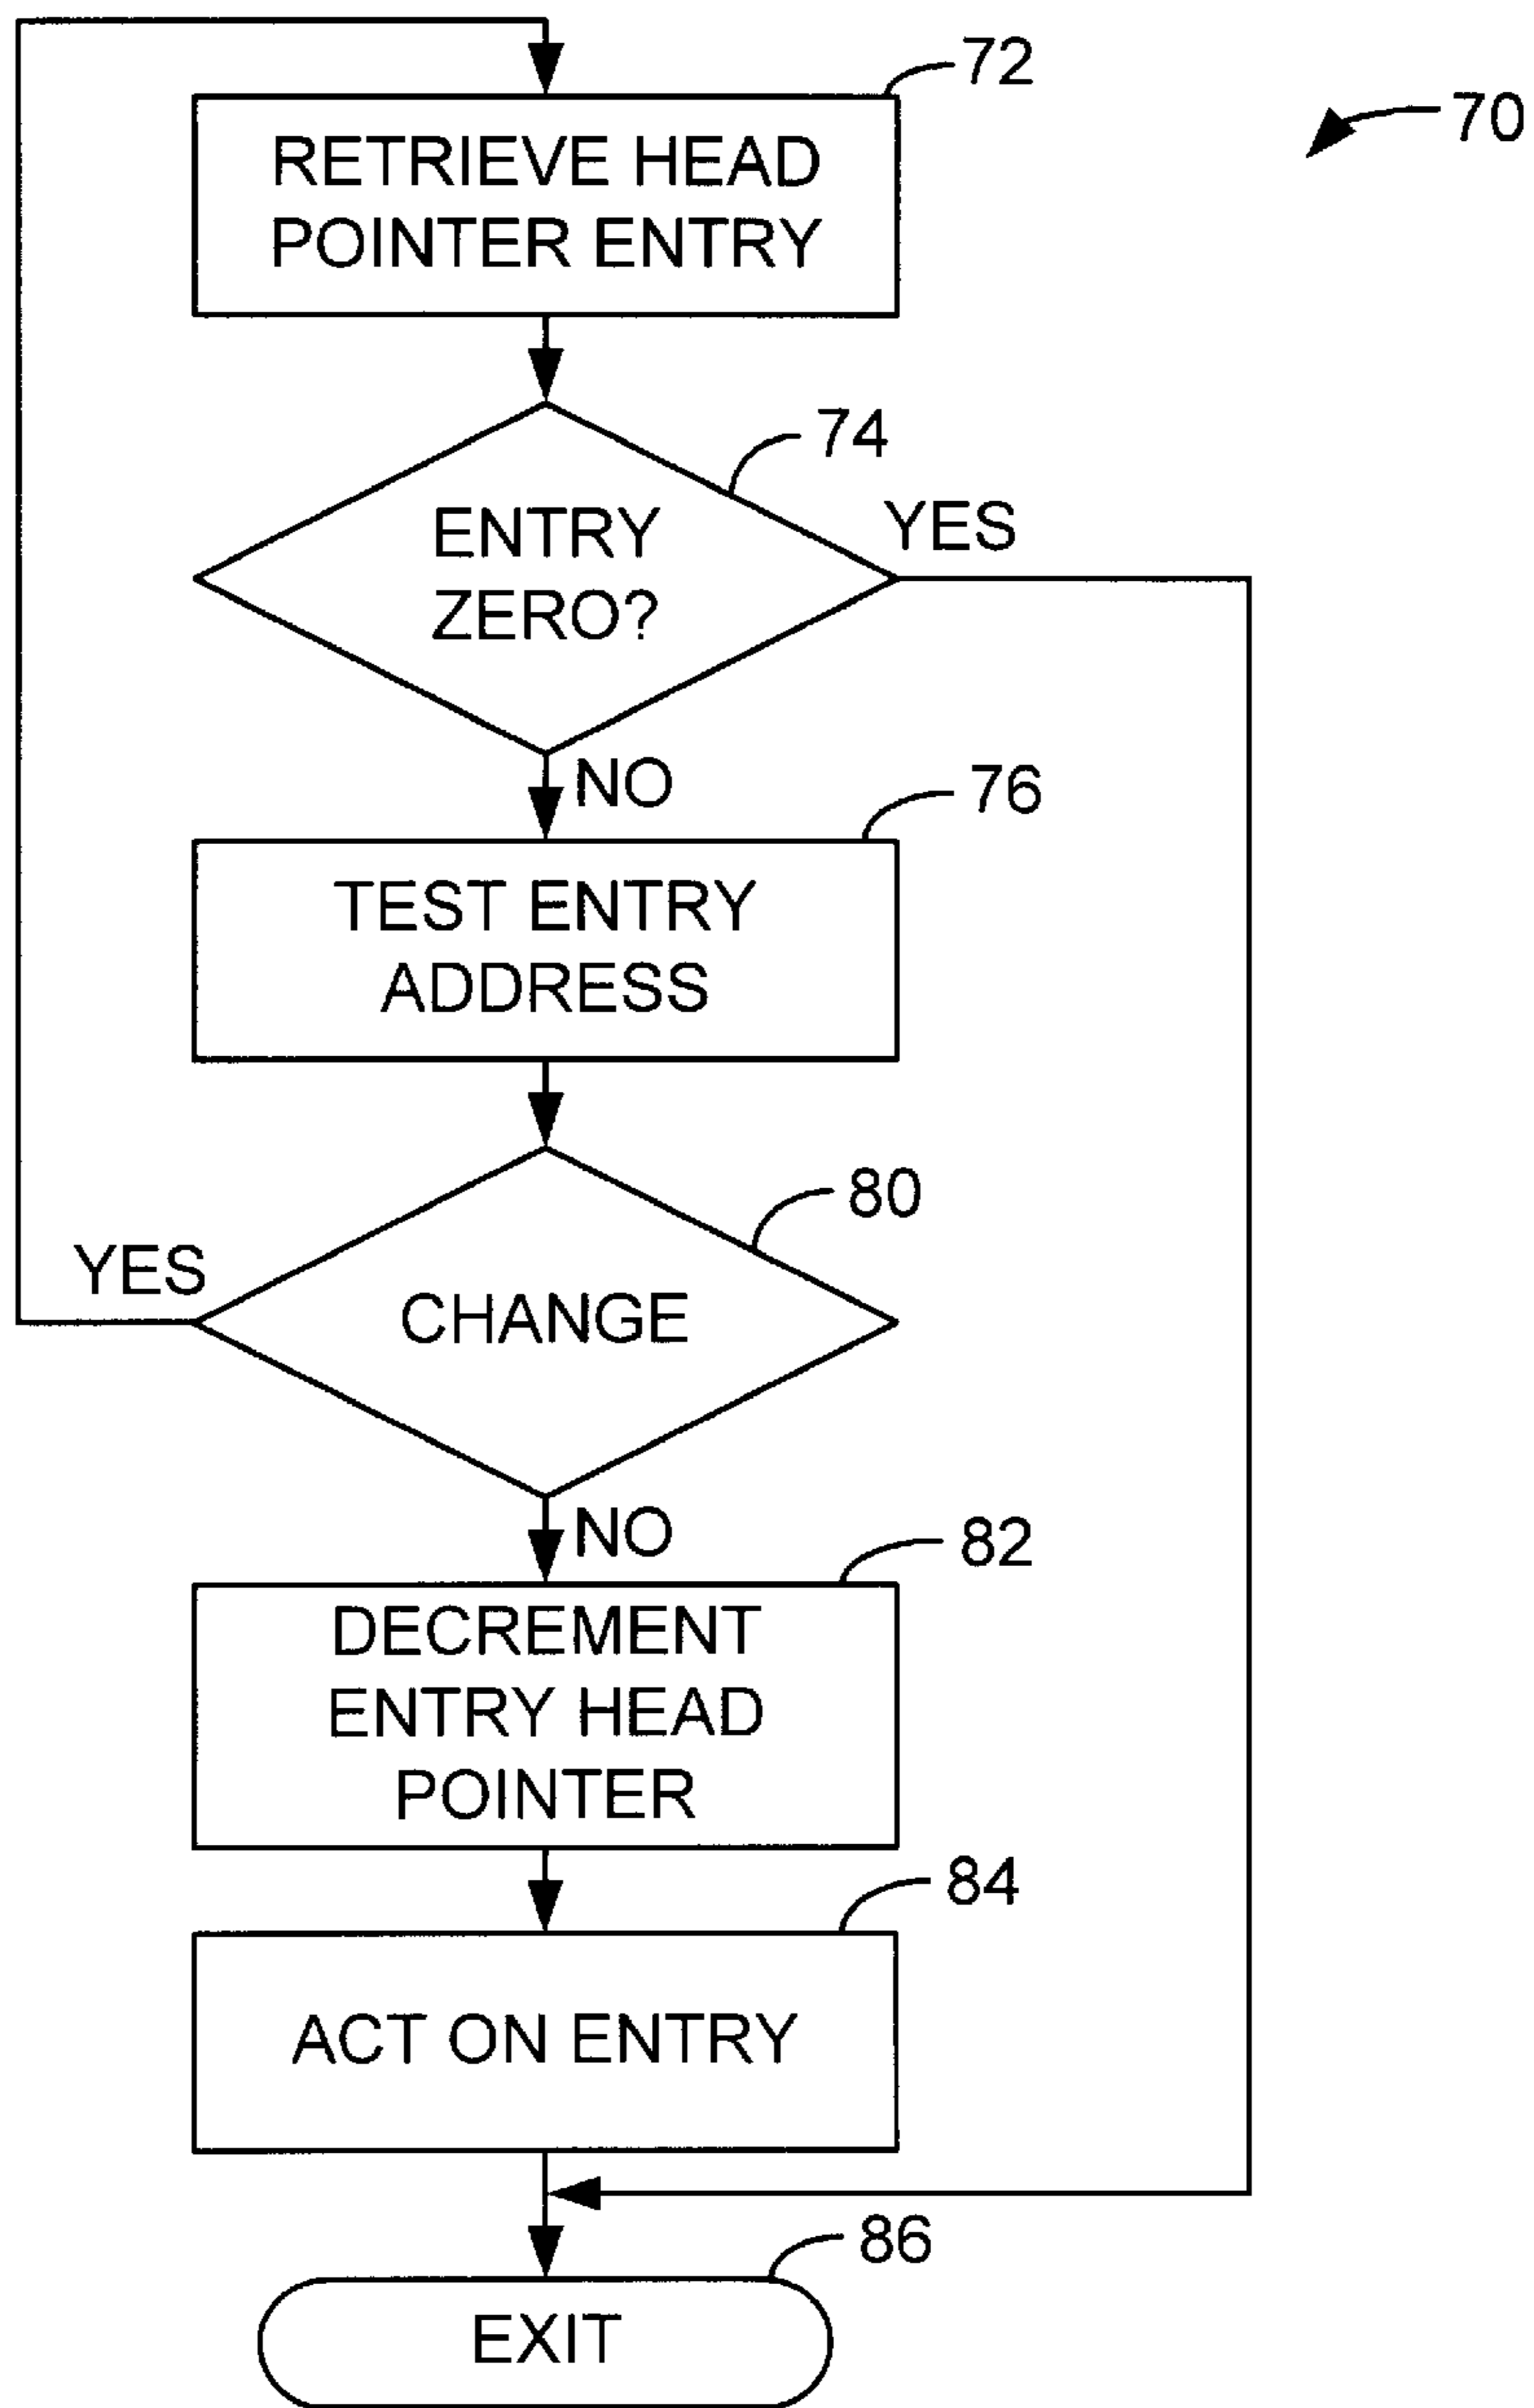 72
70
RETRIEVE HEAD
POINTER ENTRY
74
ENTRY
ZERO?
YES
NO
76
TEST ENTRY
ADDRESS
80
YES
CHANGE
NO
82
DECREMENT
ENTRY HEAD
POINTER
84
ACT ON ENTRY
86
EXIT